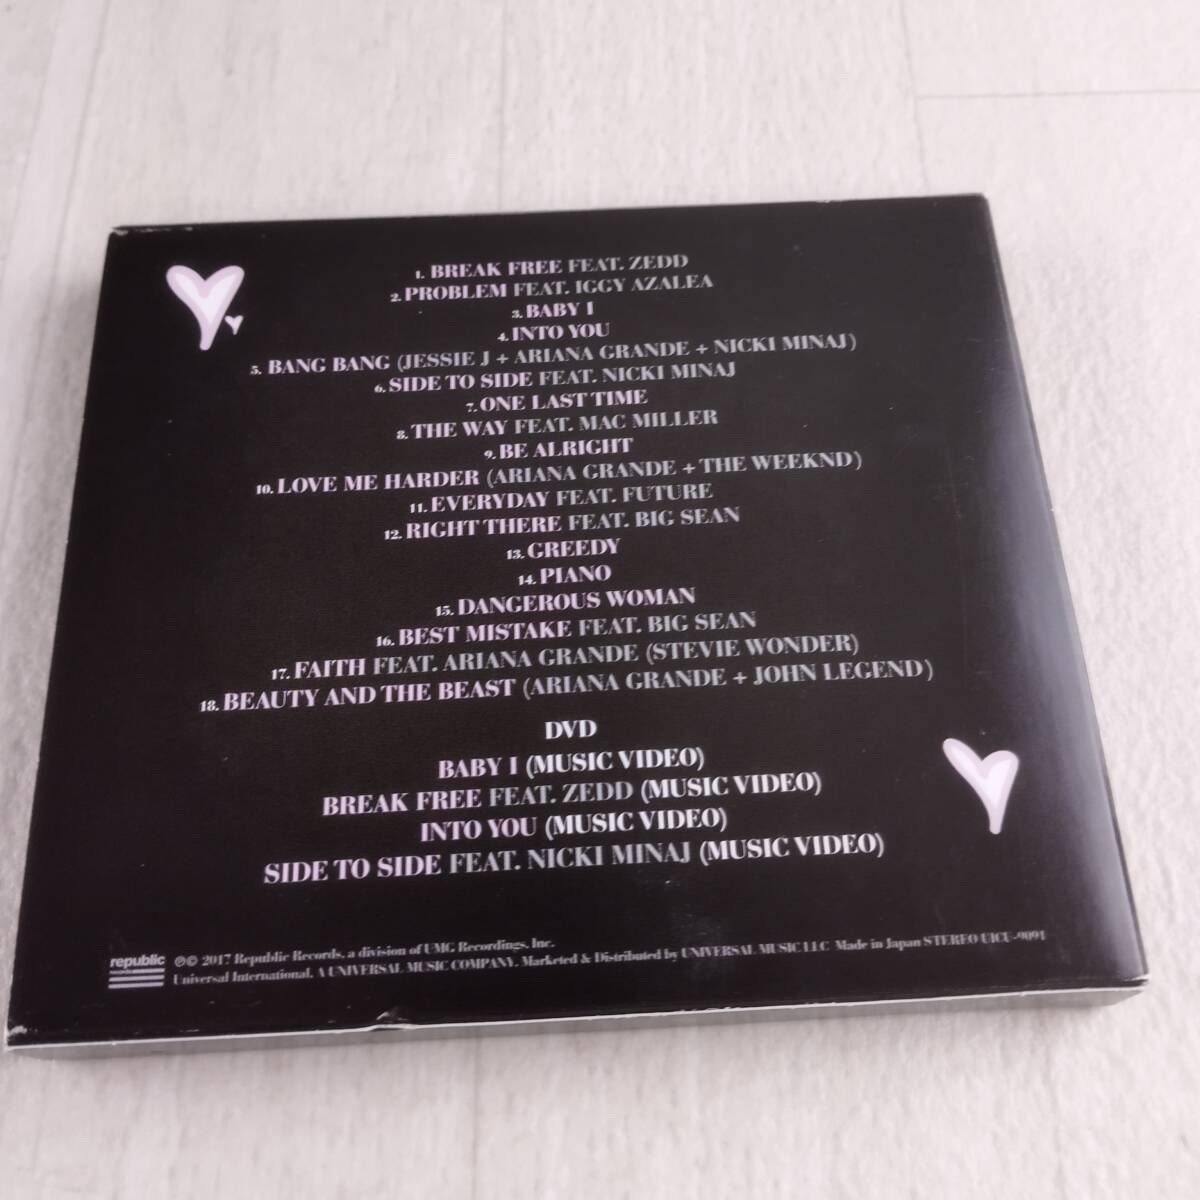 1. BREAK FREE FEAT. ZEDD
2. PROBLEM FEAT. IGGY AZALEA
3. BABY I
4. INTO YOU
5. BANG BANG (JESSIE J + ARIANA GRANDE + NICKI MINAJ)
6. SIDE TO SIDE FEAT. NICKI MINAJ
7. ONE LAST TIME
8. THE WAY FEAT. MAC MILLER
9. BE ALRIGHT
10. LOVE ME HARDER (ARIANA GRANDE + THE WEEKND)
11. EVERYDAY FEAT. FUTURE
12. RIGHT THERE FEAT. BIG SEAN
13. GREEDY
14. PIANO
15. DANGEROUS WOMAN
16. BEST MISTAKE FEAT. BIG SEAN
17. FAITH FEAT. ARIANA GRANDE (STEVIE WONDER)
18. BEAUTY AND THE BEAST (ARIANA GRANDE + JOHN LEGEND)
DVD
BABY I (MUSIC VIDEO)
BREAK FREE FEAT. ZEDD (MUSIC VIDEO)
INTO YOU (MUSIC VIDEO)
SIDE TO SIDE FEAT. NICKI MINAJ (MUSIC VIDEO)
republic
records
℗© 2017 Republic Records, a division of UMG Recordings, Inc.
Universal International, A UNIVERSAL MUSIC COMPANY. Marketed & Distributed by UNIVERSAL MUSIC LLC Made in Japan STEREO UICU-9091